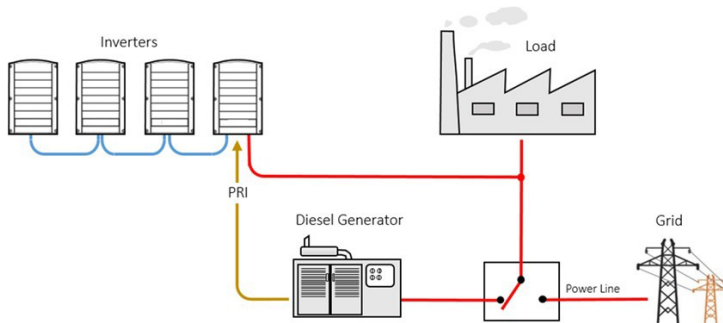 Inverters
Load
PRI
Diesel Generator
Grid
Power Line